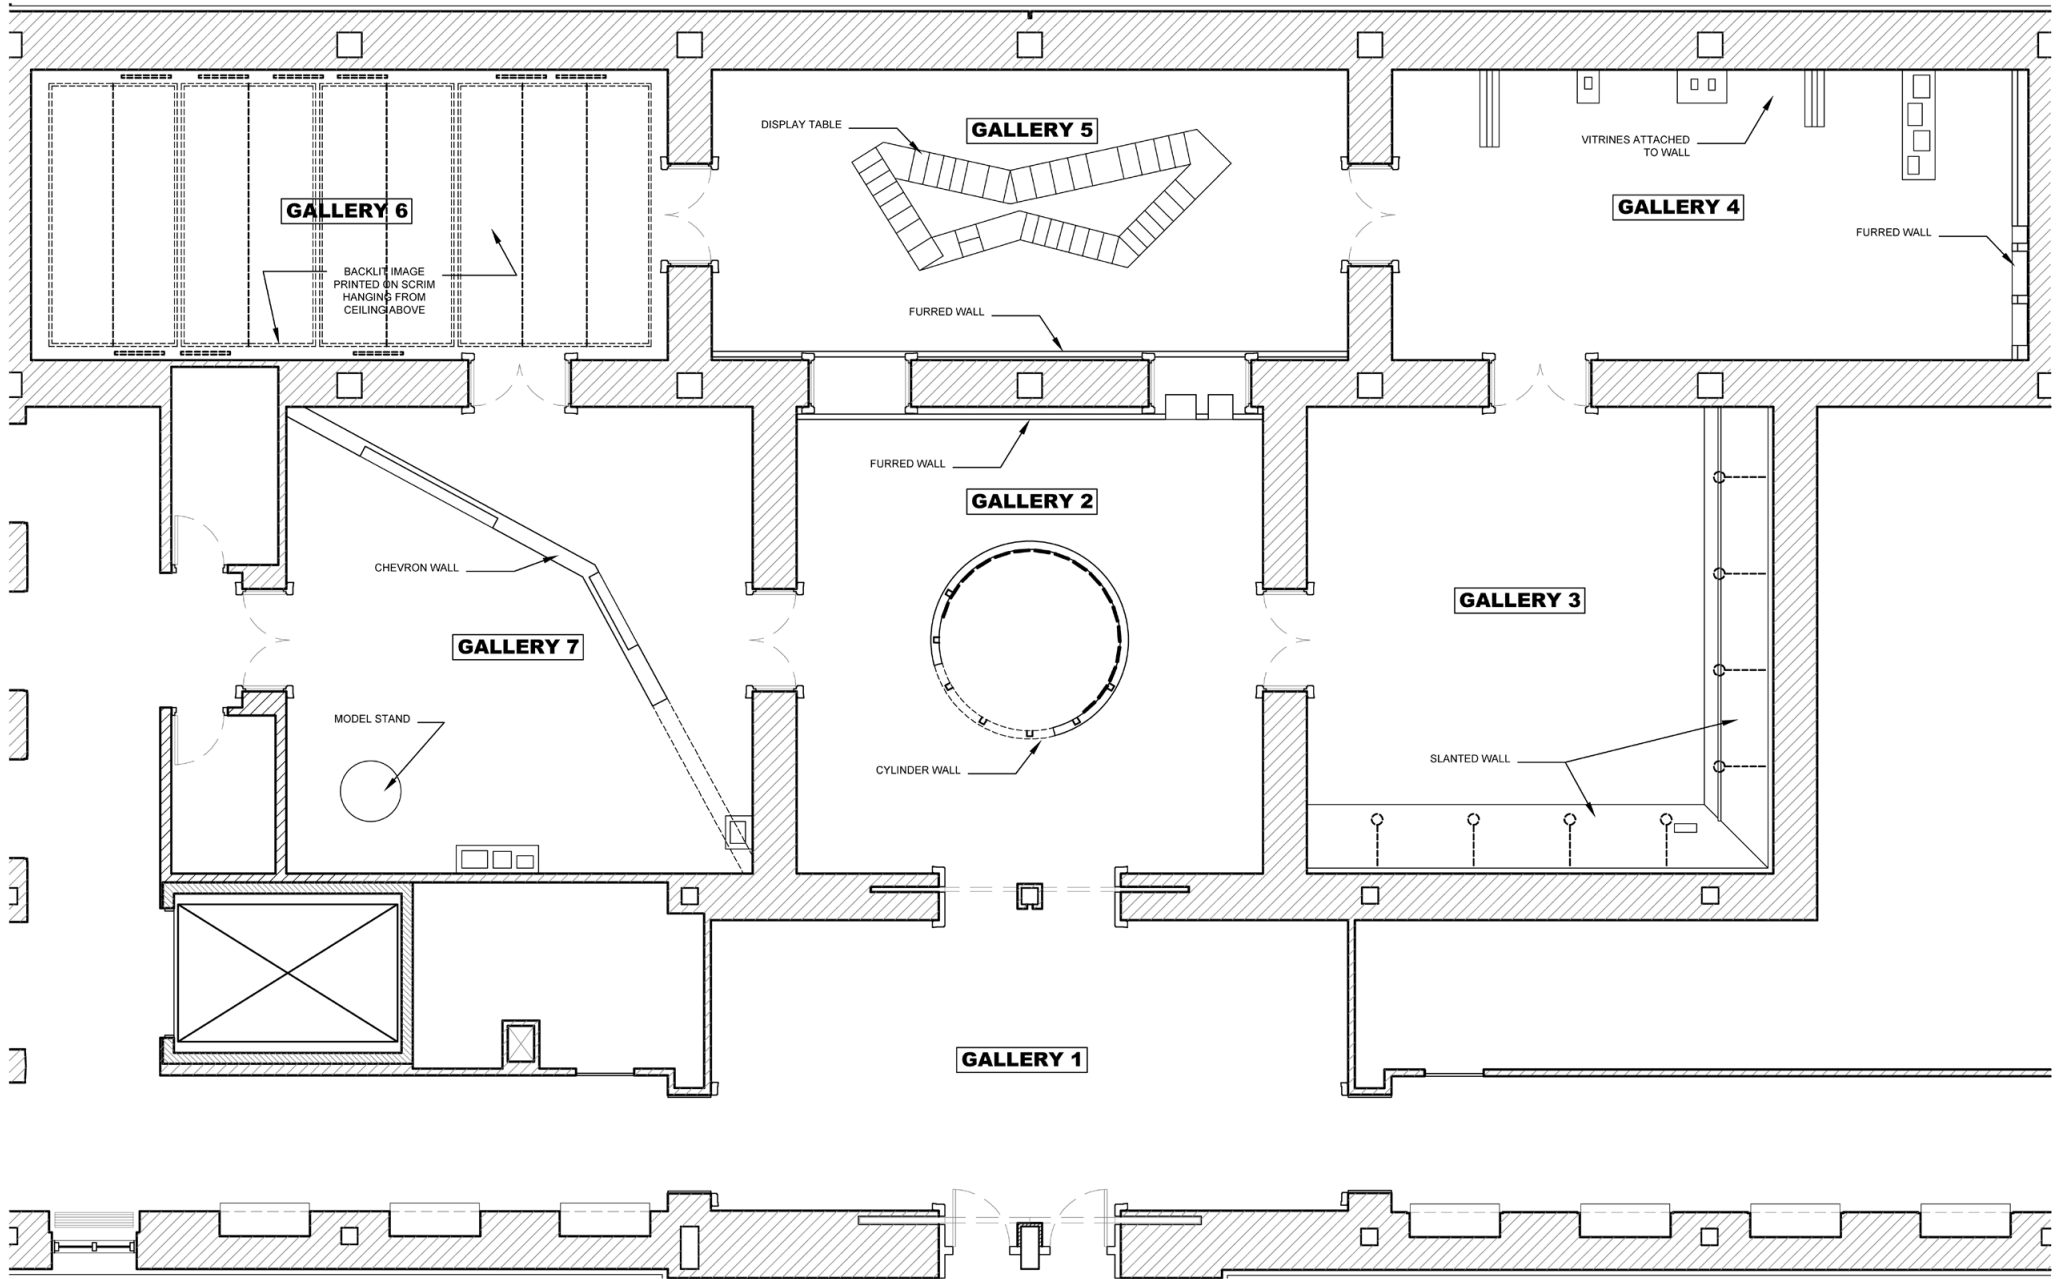 DISPLAY TABLE
GALLERY 5
VITRINES ATTACHED
TO WALL
GALLERY 6
GALLERY 4
FURRED WALL
BACKLIT IMAGE
PRINTED ON SCRIM
HANGING FROM
CEILING ABOVE
FURRED WALL
FURRED WALL
GALLERY 2
CHEVRON WALL
GALLERY 3
GALLERY 7
MODEL STAND
SLANTED WALL
CYLINDER WALL
GALLERY 1